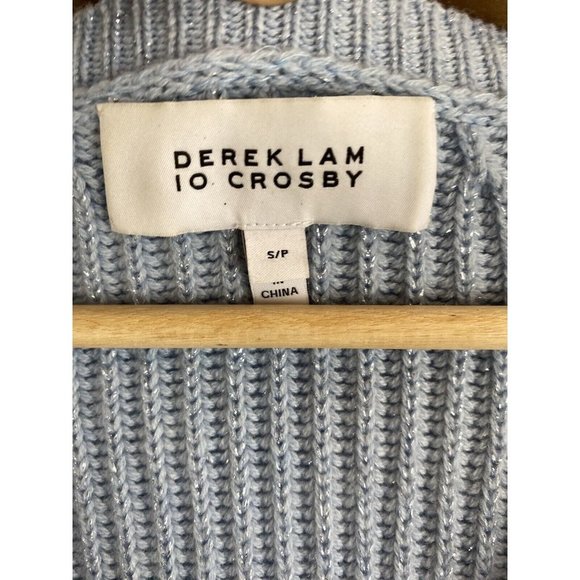 DEREK LAM
10 CROSBY
S/P
CHINA